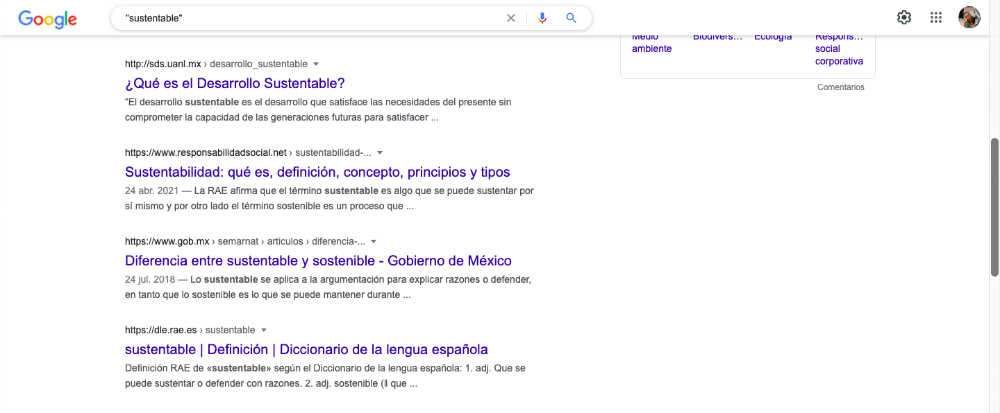 Google
"sustentable"
Medio
ambiente
Biodivers…
Ecología
Respons…
social
corporativa
Comentarios
http://sds.uanl.mx › desarrollo_sustentable
¿Qué es el Desarrollo Sustentable?
“El desarrollo sustentable es el desarrollo que satisface las necesidades del presente sin
comprometer la capacidad de las generaciones futuras para satisfacer ...
https://www.responsabilidadsocial.net › sustentabilidad-...
Sustentabilidad: qué es, definición, concepto, principios y tipos
24 abr. 2021 — La RAE afirma que el término sustentable es algo que se puede sustentar por
sí mismo y por otro lado el término sostenible es un proceso que ...
https://www.gob.mx › semarnat › articulos › diferencia-...
Diferencia entre sustentable y sostenible - Gobierno de México
24 jul. 2018 — Lo sustentable se aplica a la argumentación para explicar razones o defender,
en tanto que lo sostenible es lo que se puede mantener durante ...
https://dle.rae.es › sustentable
sustentable | Definición | Diccionario de la lengua española
Definición RAE de «sustentable» según el Diccionario de la lengua española: 1. adj. Que se
puede sustentar o defender con razones. 2. adj. sostenible (‖ que ...